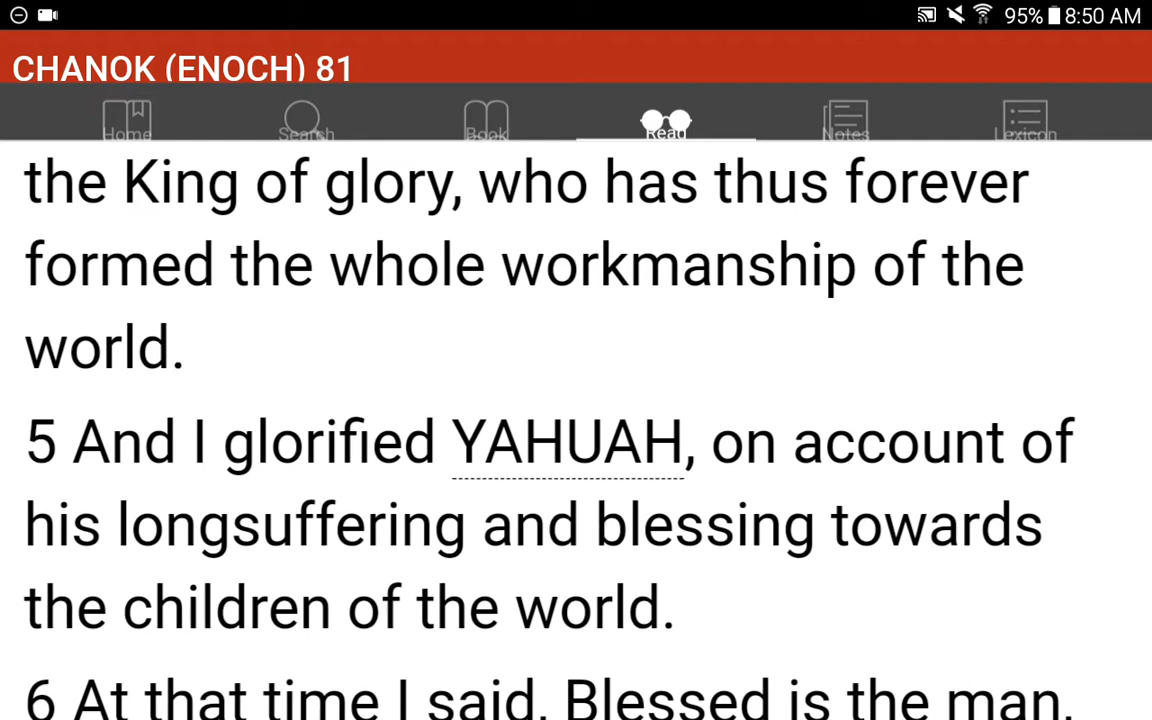 95% 8:50 AM
CHANOK (ENOCH) 81
Home Search Book Read Notes Lexicon
the King of glory, who has thus forever
formed the whole workmanship of the
world.
5 And I glorified YAHUAH, on account of
his longsuffering and blessing towards
the children of the world.
6 At that time I said, Blessed is the man,